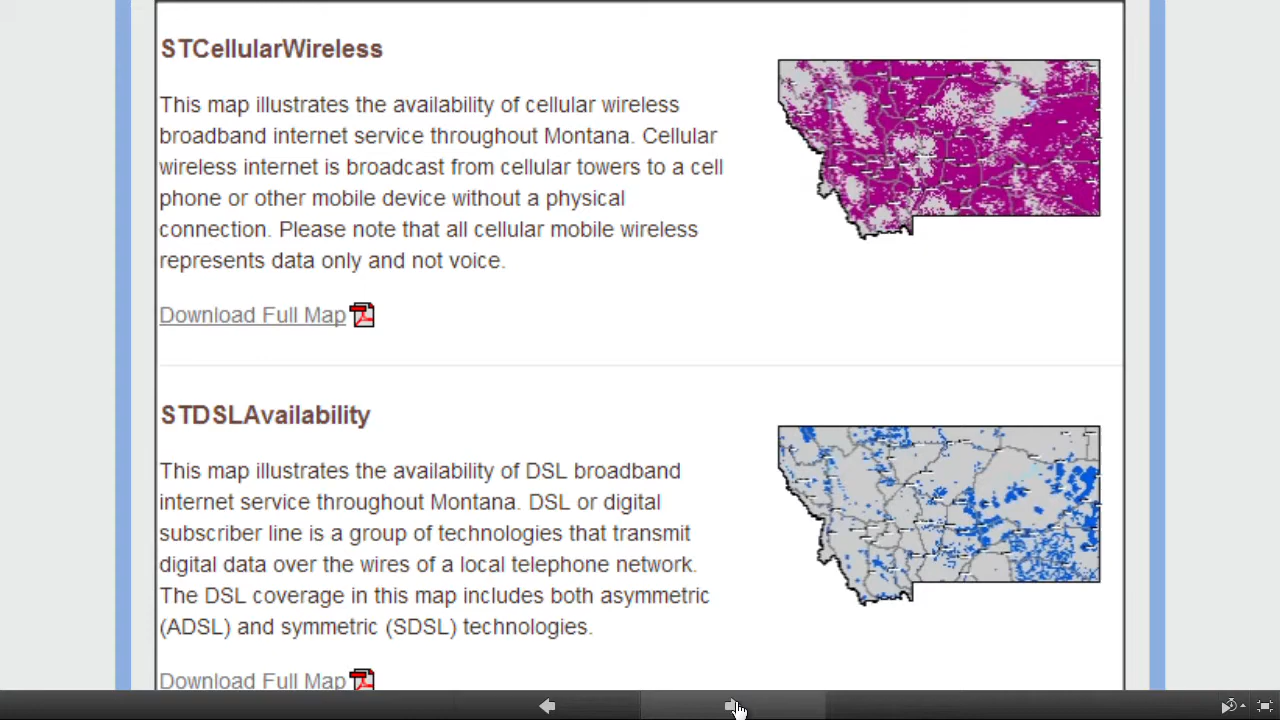 STCellularWireless
This map illustrates the availability of cellular wireless
broadband internet service throughout Montana. Cellular
wireless internet is broadcast from cellular towers to a cell
phone or other mobile device without a physical
connection. Please note that all cellular mobile wireless
represents data only and not voice.
Download Full Map
STDSLAvailability
This map illustrates the availability of DSL broadband
internet service throughout Montana. DSL or digital
subscriber line is a group of technologies that transmit
digital data over the wires of a local telephone network.
The DSL coverage in this map includes both asymmetric
(ADSL) and symmetric (SDSL) technologies.
Download Full Map